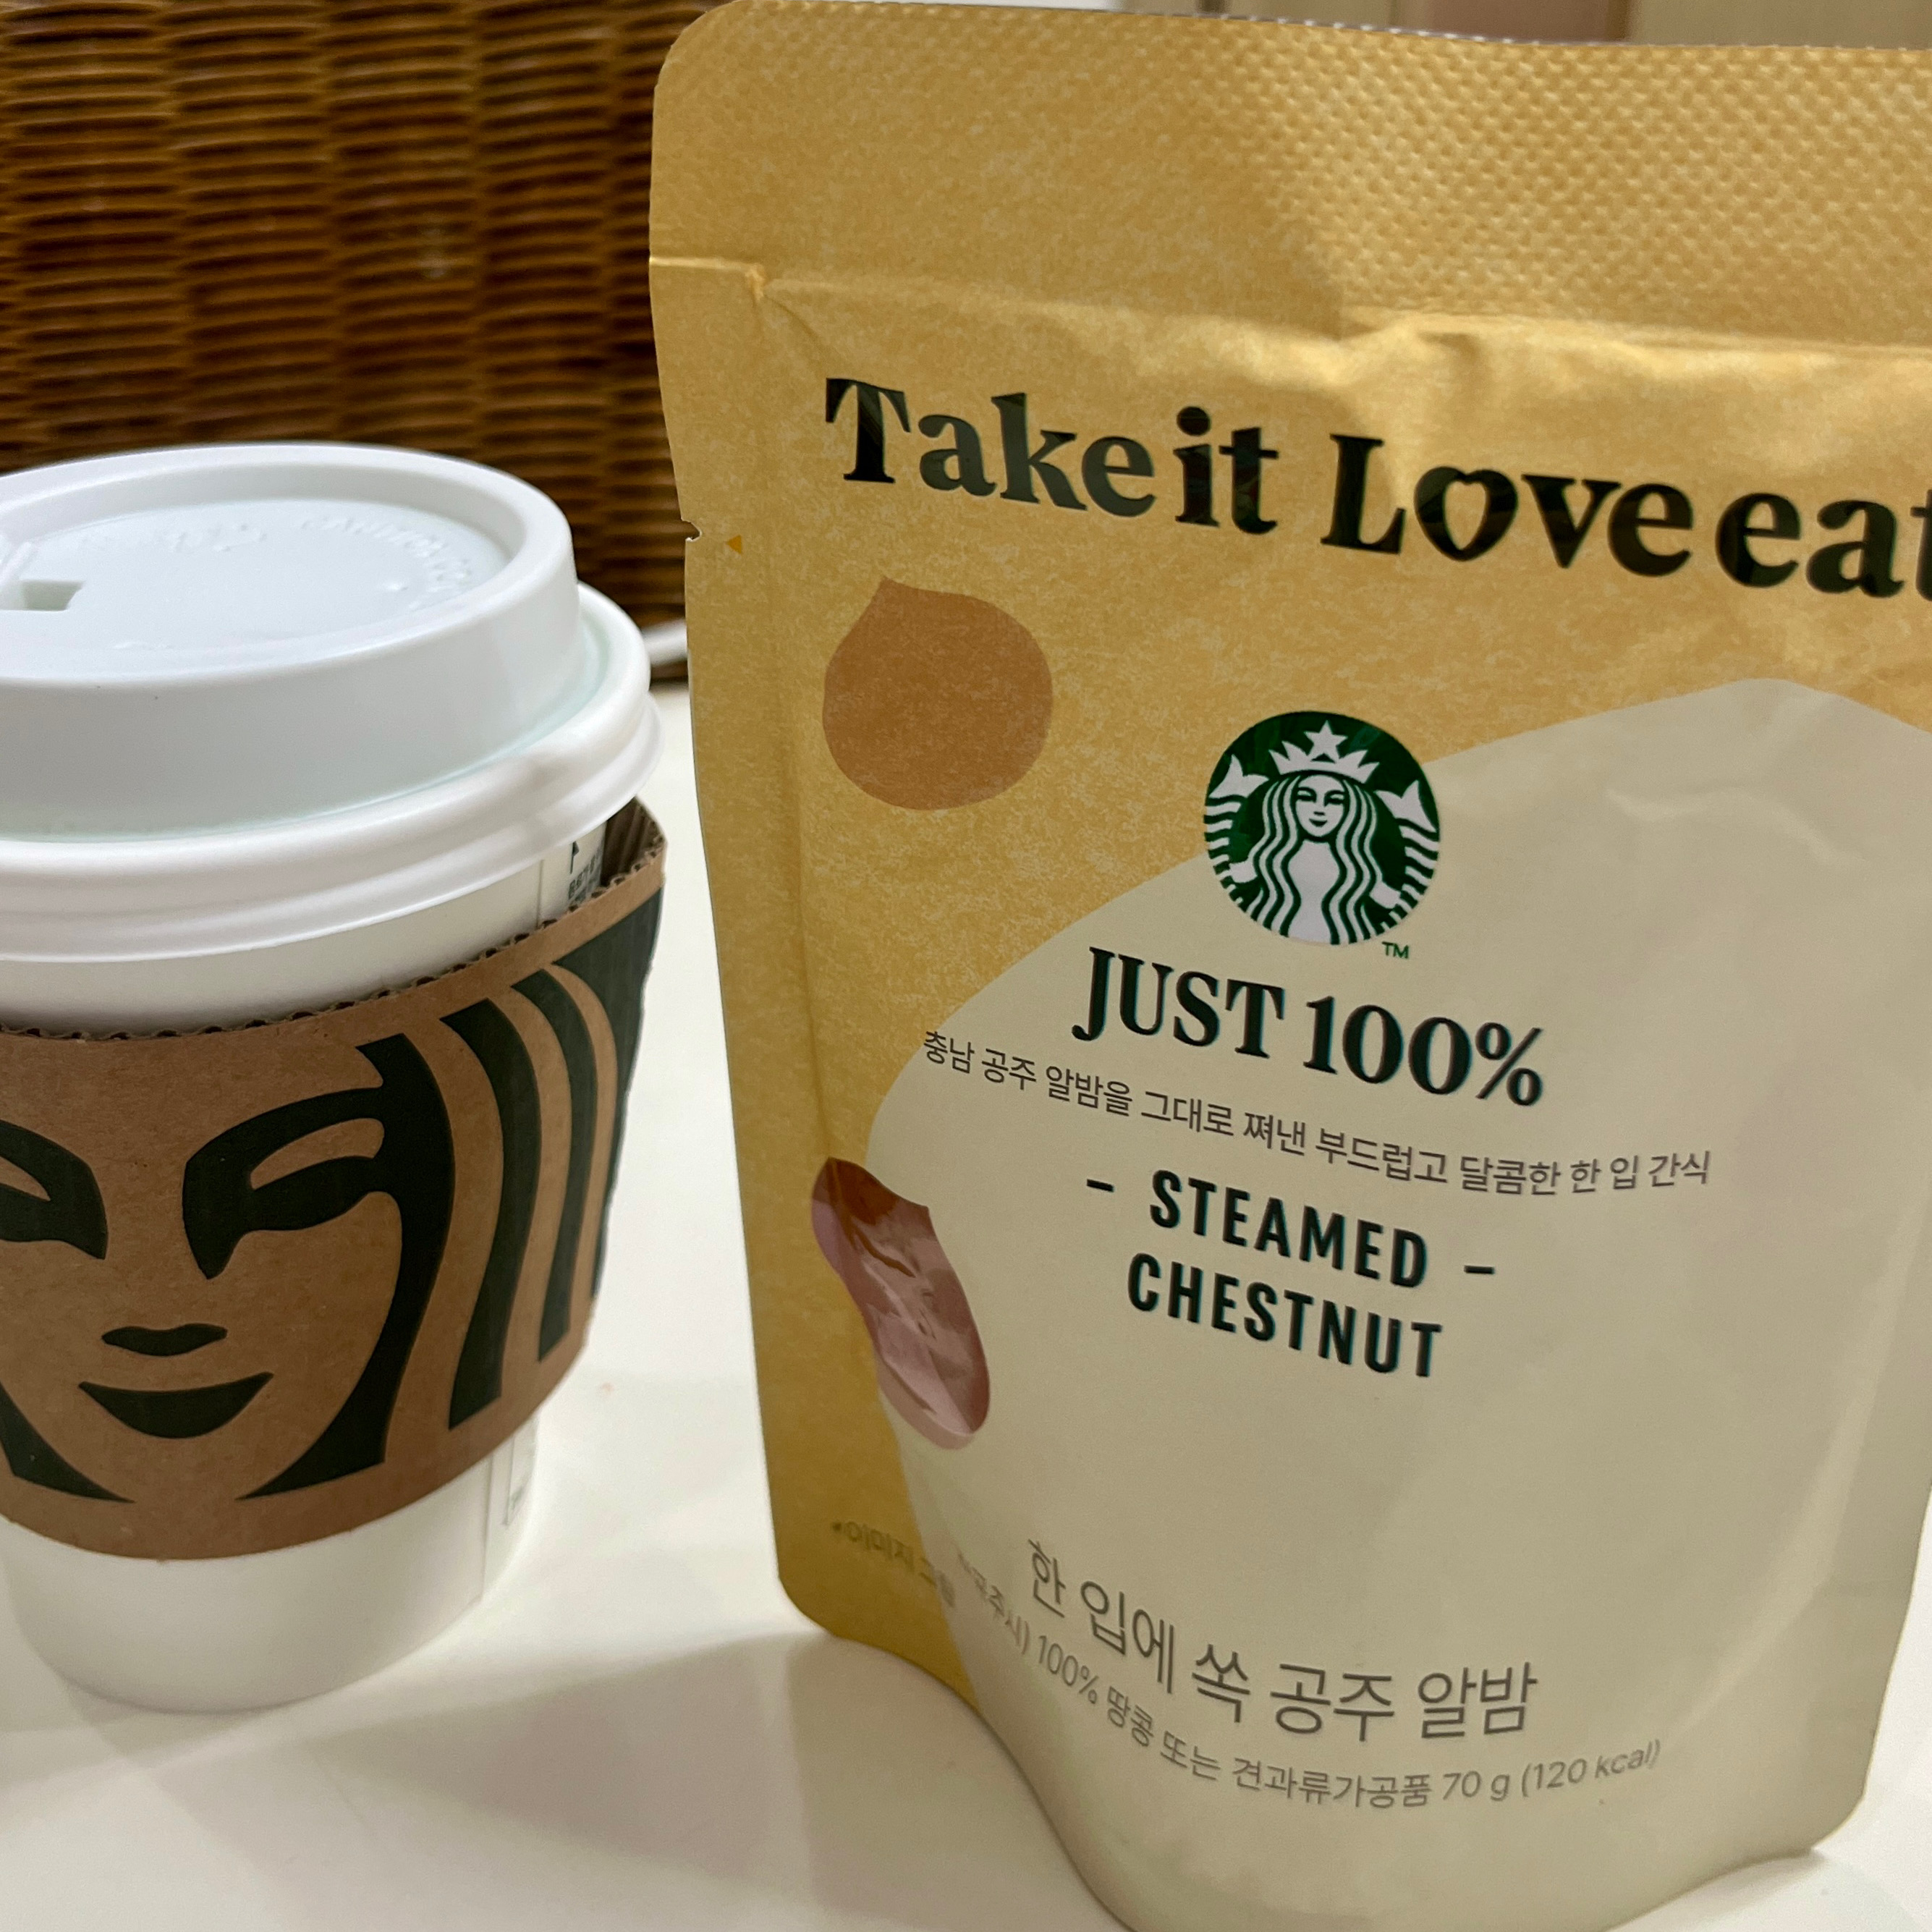 Take it Love eat
TM
JUST 100%
충남 공주 알밤을 그대로 쪄낸 부드럽고 달콤한 한 입 간식
- STEAMED -
CHESTNUT
한 입에 쏙 공주 알밤
100% 땅콩 또는 견과류가공품 70 g (120 kcal)